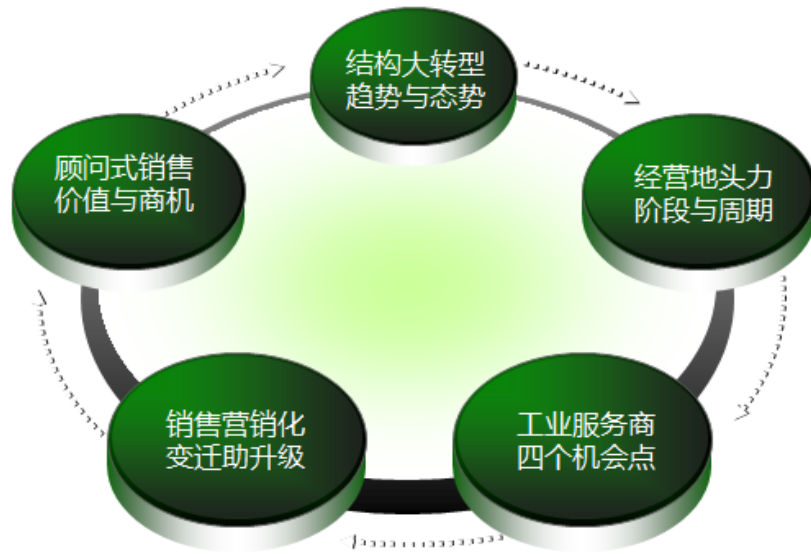 结构大转型
趋势与态势
经营地头力
阶段与周期
工业服务商
四个机会点
销售营销化
变迁助升级
顾问式销售
价值与商机